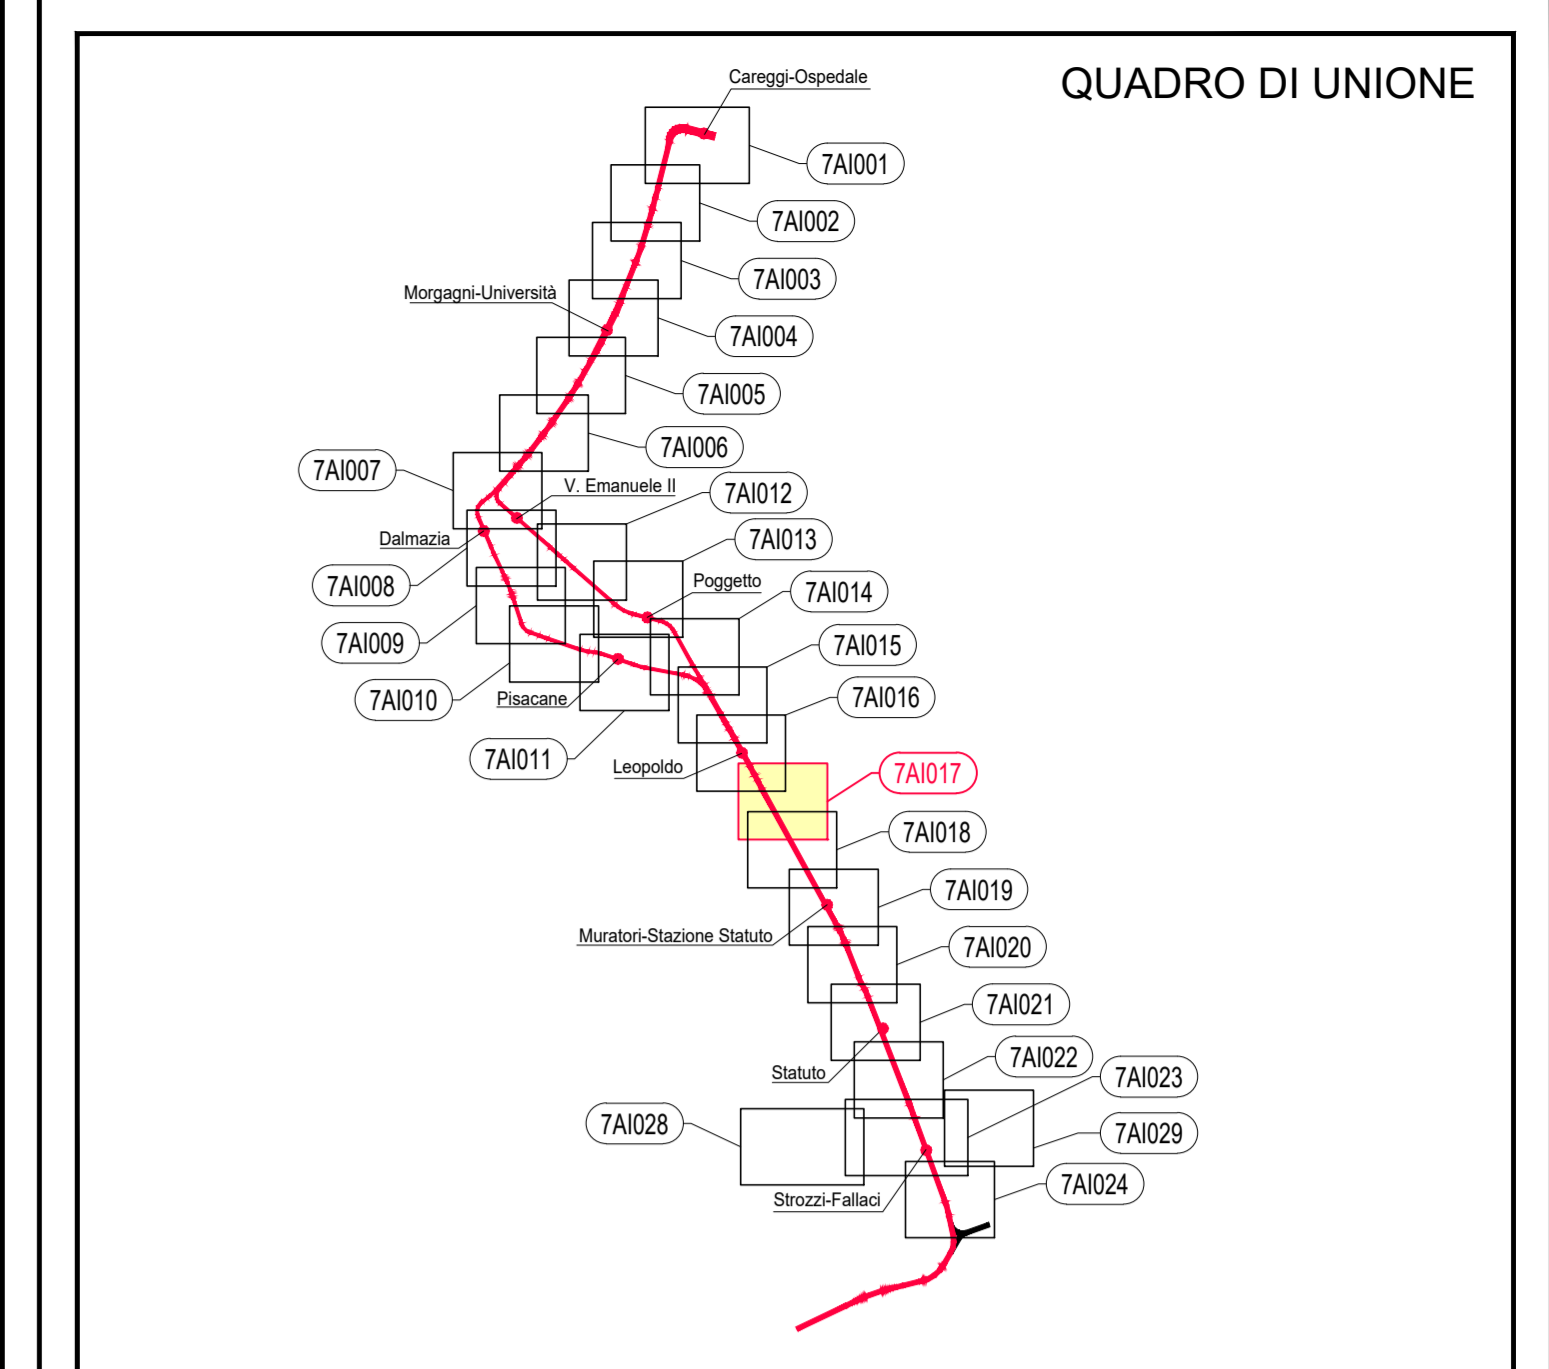 QUADRO DI UNIONE
Careggi-Ospedale
7AI001
7AI002
7AI003
Morgagni-Università
7AI004
7AI005
7AI006
7AI007
V. Emanuele II
7AI012
Dalmazia
7AI013
7AI008
Poggetto
7AI014
7AI009
7AI015
7AI010
Pisacane
7AI016
7AI011
Leopoldo
7AI017
7AI018
7AI019
Muratori-Stazione Statuto
7AI020
7AI021
7AI022
Statuto
7AI023
7AI028
7AI029
7AI024
Strozzi-Fallaci